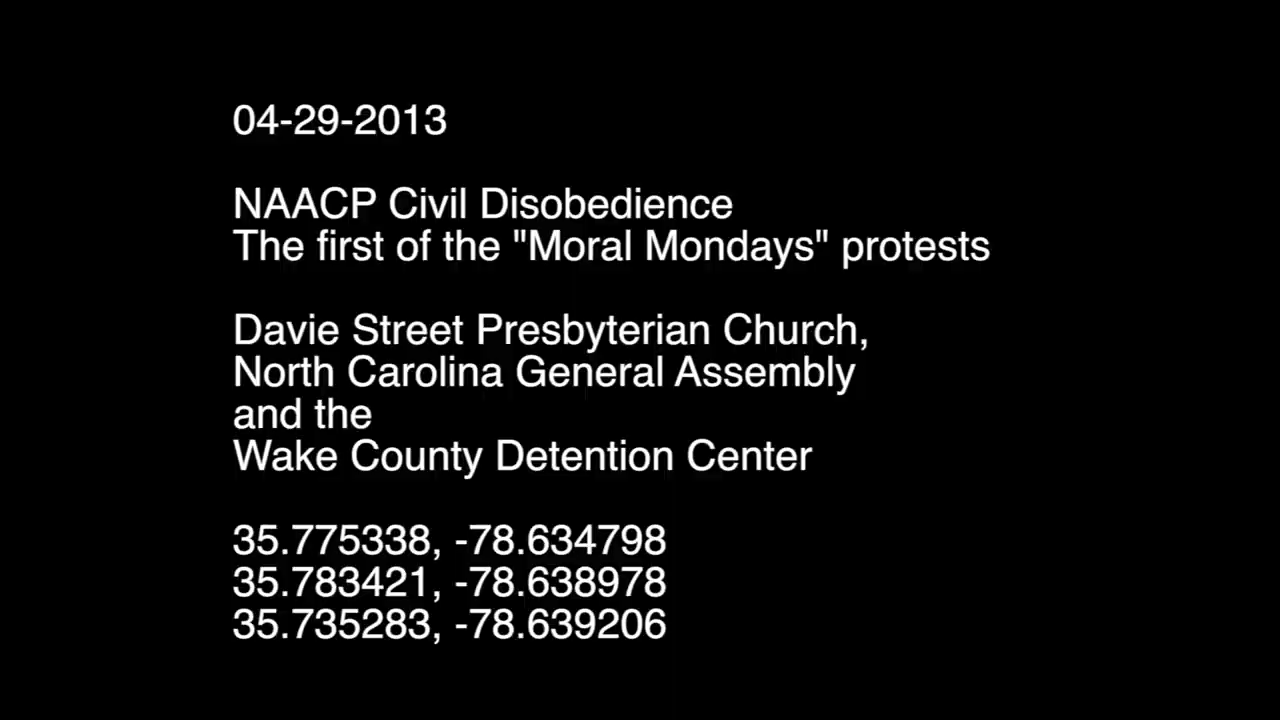 04-29-2013
NAACP Civil Disobedience
The first of the "Moral Mondays" protests
Davie Street Presbyterian Church,
North Carolina General Assembly
and the
Wake County Detention Center
35.775338, -78.634798
35.783421, -78.638978
35.735283, -78.639206